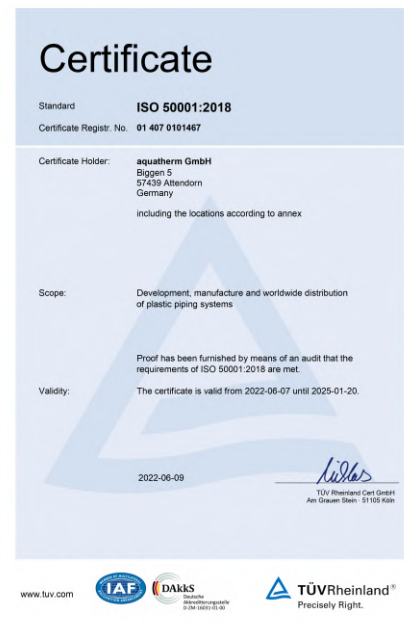 Certificate
Standard ISO 50001:2018
Certificate Registr. No. 01 407 0101467
Certificate Holder: aquatherm GmbH
Biggen 5
57439 Attendorn
Germany
including the locations according to annex
Scope: Development, manufacture and worldwide distribution
of plastic piping systems
Proof has been furnished by means of an audit that the
requirements of ISO 50001:2018 are met.
Validity: The certificate is valid from 2022-06-07 until 2025-01-20.
2022-06-09
TÜV Rheinland Cert GmbH
Am Grauen Stein · 51105 Köln
www.tuv.com
IAF
DAkkS
Deutsche
Akkreditierungsstelle
D-ZM-16031-01-00
TÜVRheinland®
Precisely Right.